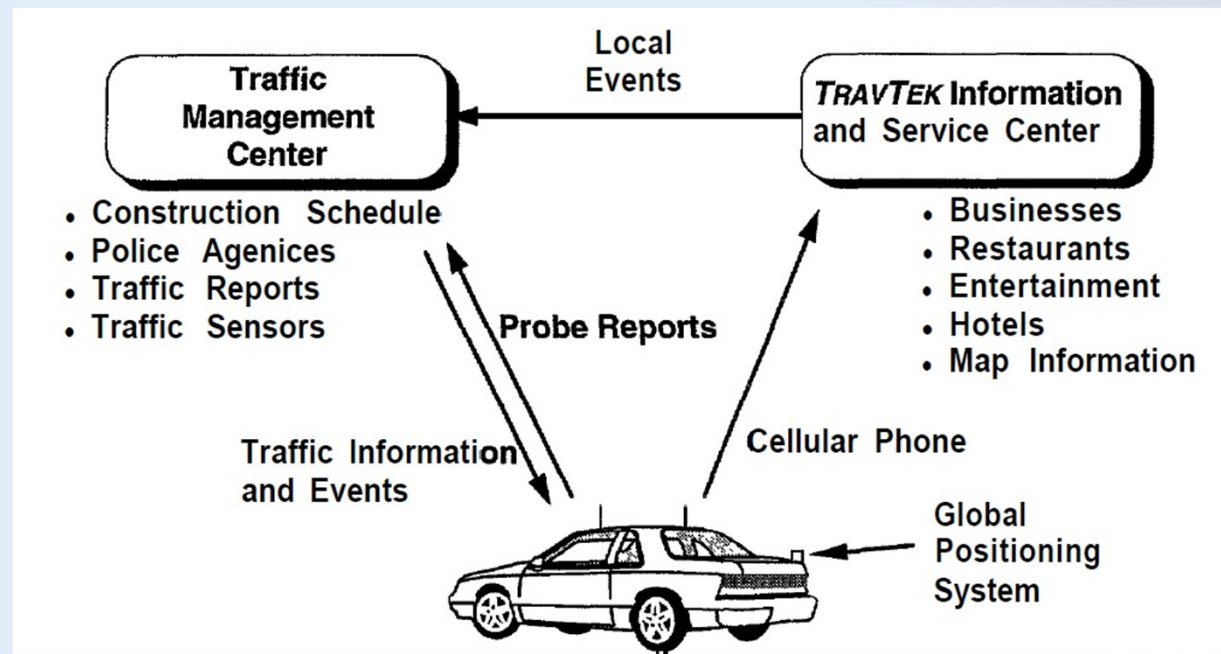 Local
Events
Traffic
Management
Center
TRAVTEK Information
and Service Center
• Construction Schedule
• Police Agenices
• Traffic Reports
• Traffic Sensors
• Businesses
• Restaurants
• Entertainment
• Hotels
• Map Information
Probe Reports
Traffic Information
and Events
Cellular Phone
Global
Positioning
System